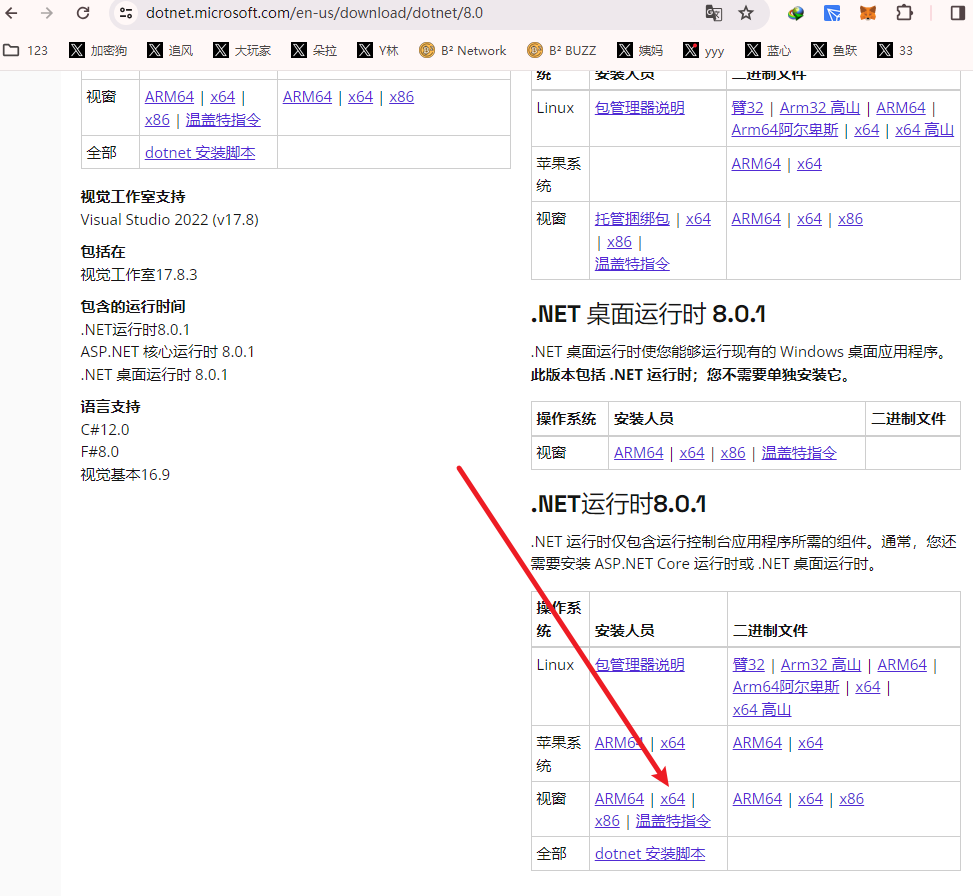 dotnet.microsoft.com/en-us/download/dotnet/8.0
123 加密狗 追风 大玩家 朵拉 Y林 B² Network B² BUZZ 姨妈 yyy 蓝心 鱼跃 33
视窗 ARM64 | x64 | ARM64 | x64 | x86
x86 | 温盖特指令
全部 dotnet 安装脚本
视觉工作室支持
Visual Studio 2022 (v17.8)
包括在
视觉工作室17.8.3
包含的运行时间
.NET运行时8.0.1
ASP.NET 核心运行时 8.0.1
.NET 桌面运行时 8.0.1
语言支持
C#12.0
F#8.0
视觉基本16.9
统 安装人员 二进制文件
Linux 包管理器说明 臂32 | Arm32 高山 | ARM64 |
Arm64阿尔卑斯 | x64 | x64 高山
苹果系 ARM64 | x64
统
视窗 托管捆绑包 | x64 ARM64 | x64 | x86
| x86 |
温盖特指令
.NET 桌面运行时 8.0.1
.NET 桌面运行时使您能够运行现有的 Windows 桌面应用程序。
此版本包括 .NET 运行时；您不需要单独安装它。
操作系统 安装人员 二进制文件
视窗 ARM64 | x64 | x86 | 温盖特指令
.NET运行时8.0.1
.NET 运行时仅包含运行控制台应用程序所需的组件。通常，您还
需要安装 ASP.NET Core 运行时或 .NET 桌面运行时。
操作系
统 安装人员 二进制文件
Linux 包管理器说明 臂32 | Arm32 高山 | ARM64 |
Arm64阿尔卑斯 | x64 |
x64 高山
苹果系 ARM64 | x64 ARM64 | x64
统
视窗 ARM64 | x64 | ARM64 | x64 | x86
x86 | 温盖特指令
全部 dotnet 安装脚本